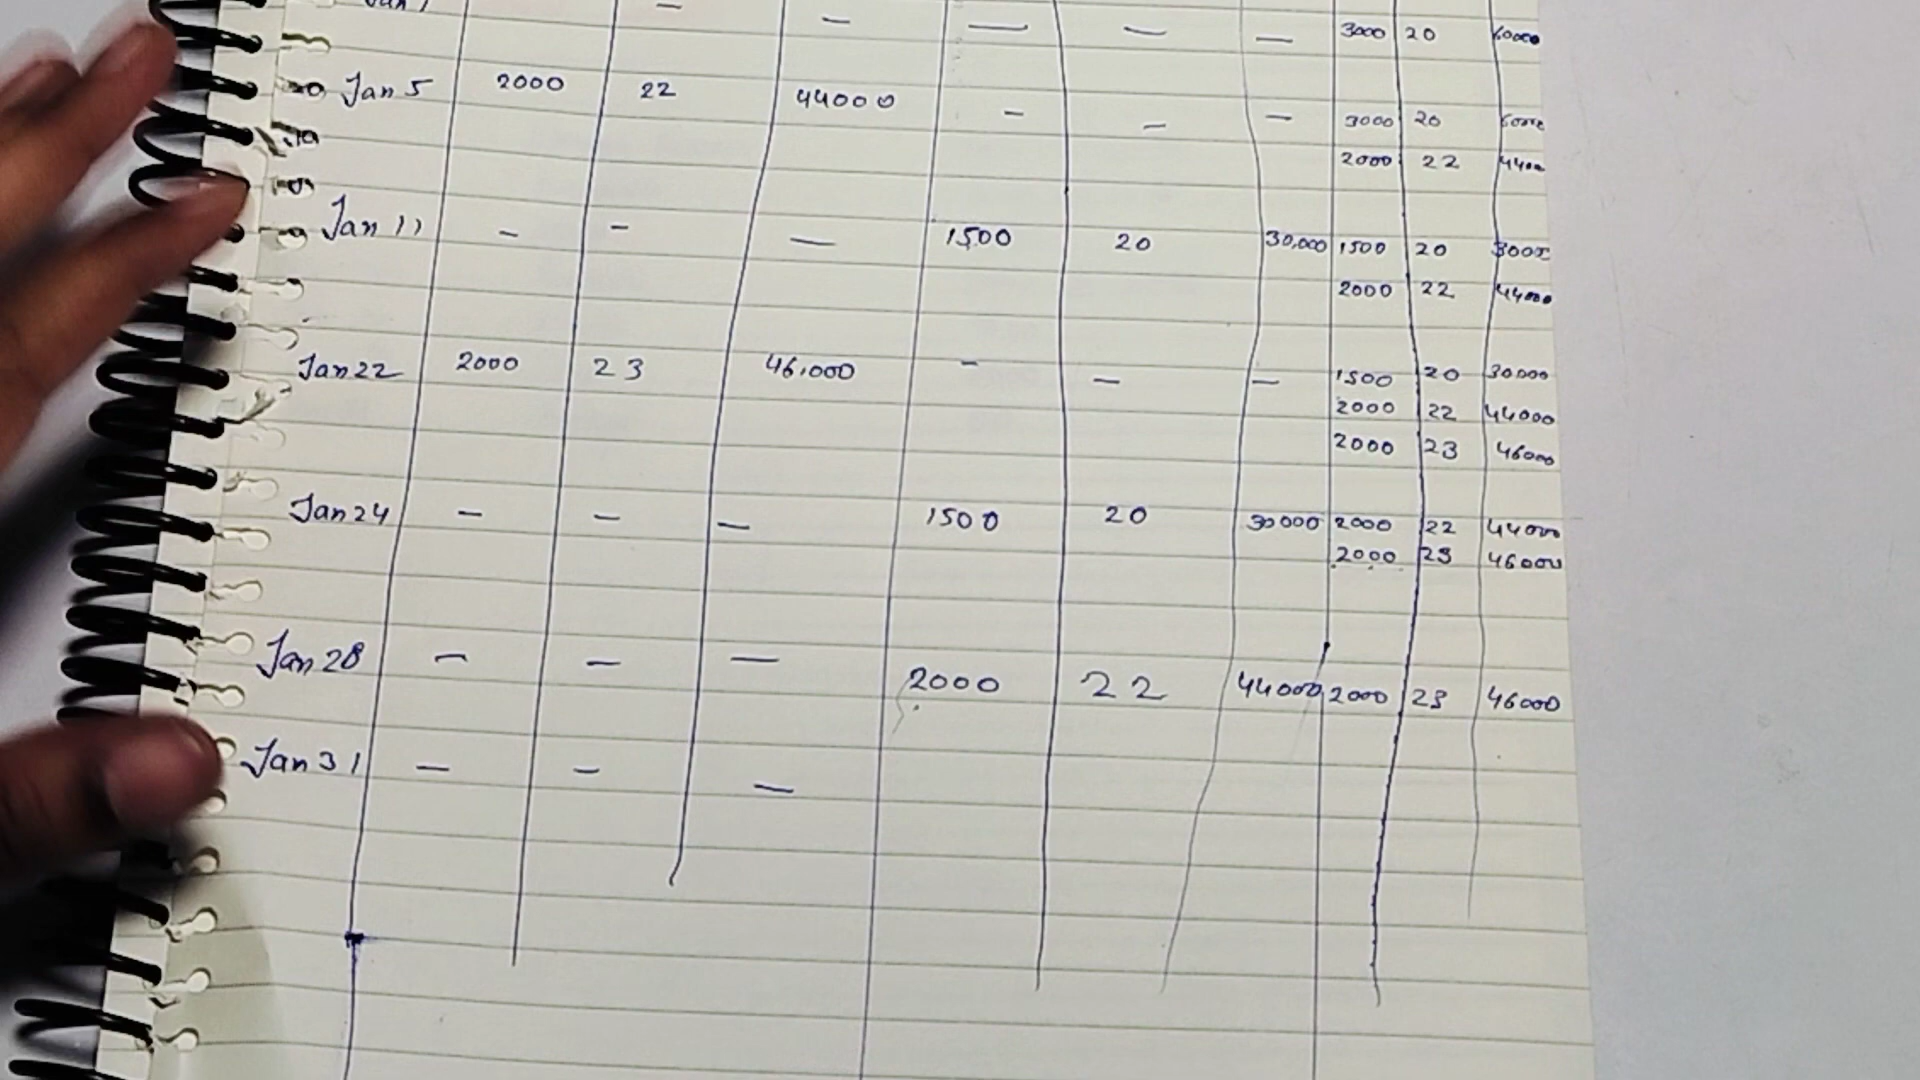 Jan 1 — — — — — — 3000 20 60000
Jan 5 2000 22 44000 - — — 3000 20 60000
2000 22 44000
Jan 11 - - — 1500 20 30,000 1500 20 30000
2000 22 44000
Jan 22 2000 23 46,000 - — — 1500 20 30000
2000 22 44000
2000 23 46000
Jan 24 — — — 1500 20 30000 2000 22 44000
2000 23 46000
Jan 28 — — — 2000 22 44000 2000 23 46000
Jan 31 — — —